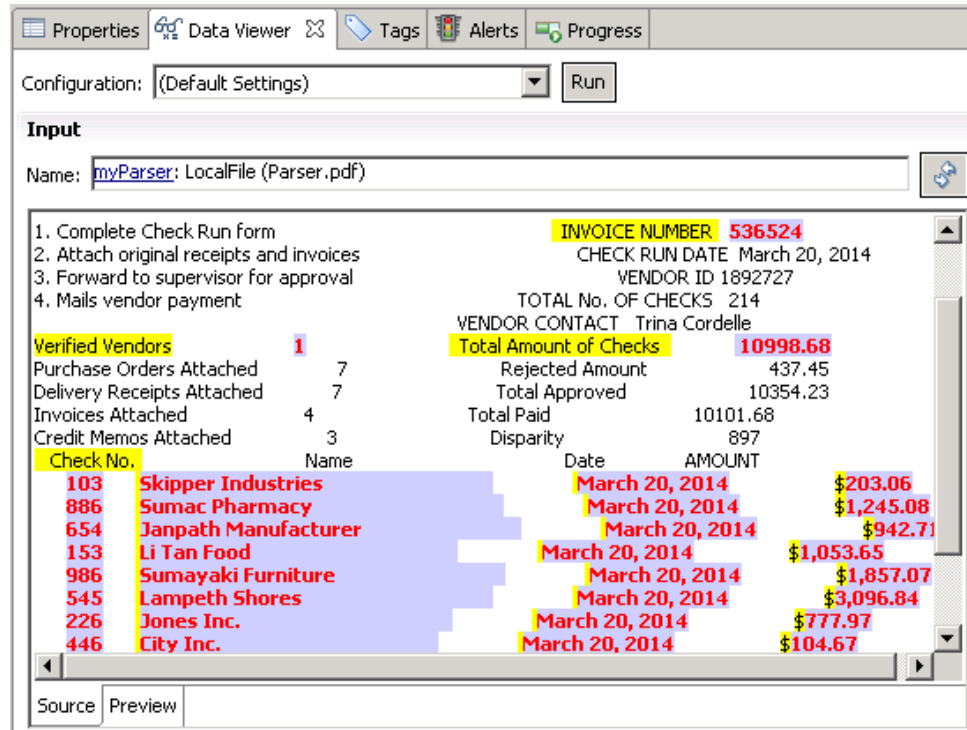 Properties Data Viewer Tags Alerts Progress
Configuration: (Default Settings) Run
Input
Name: myParser: LocalFile (Parser.pdf)
1. Complete Check Run form INVOICE NUMBER 536524
2. Attach original receipts and invoices CHECK RUN DATE March 20, 2014
3. Forward to supervisor for approval VENDOR ID 1892727
4. Mails vendor payment TOTAL No. OF CHECKS 214
VENDOR CONTACT Trina Cordelle
Verified Vendors 1 Total Amount of Checks 10998.68
Purchase Orders Attached 7 Rejected Amount 437.45
Delivery Receipts Attached 7 Total Approved 10354.23
Invoices Attached 4 Total Paid 10101.68
Credit Memos Attached 3 Disparity 897
Check No. Name Date AMOUNT
103 Skipper Industries March 20, 2014 $203.06
886 Sumac Pharmacy March 20, 2014 $1,245.08
654 Janpath Manufacturer March 20, 2014 $942.71
153 Li Tan Food March 20, 2014 $1,053.65
986 Sumayaki Furniture March 20, 2014 $1,857.07
545 Lampeth Shores March 20, 2014 $3,096.84
226 Jones Inc. March 20, 2014 $777.97
446 City Inc. March 20, 2014 $104.67
Source Preview